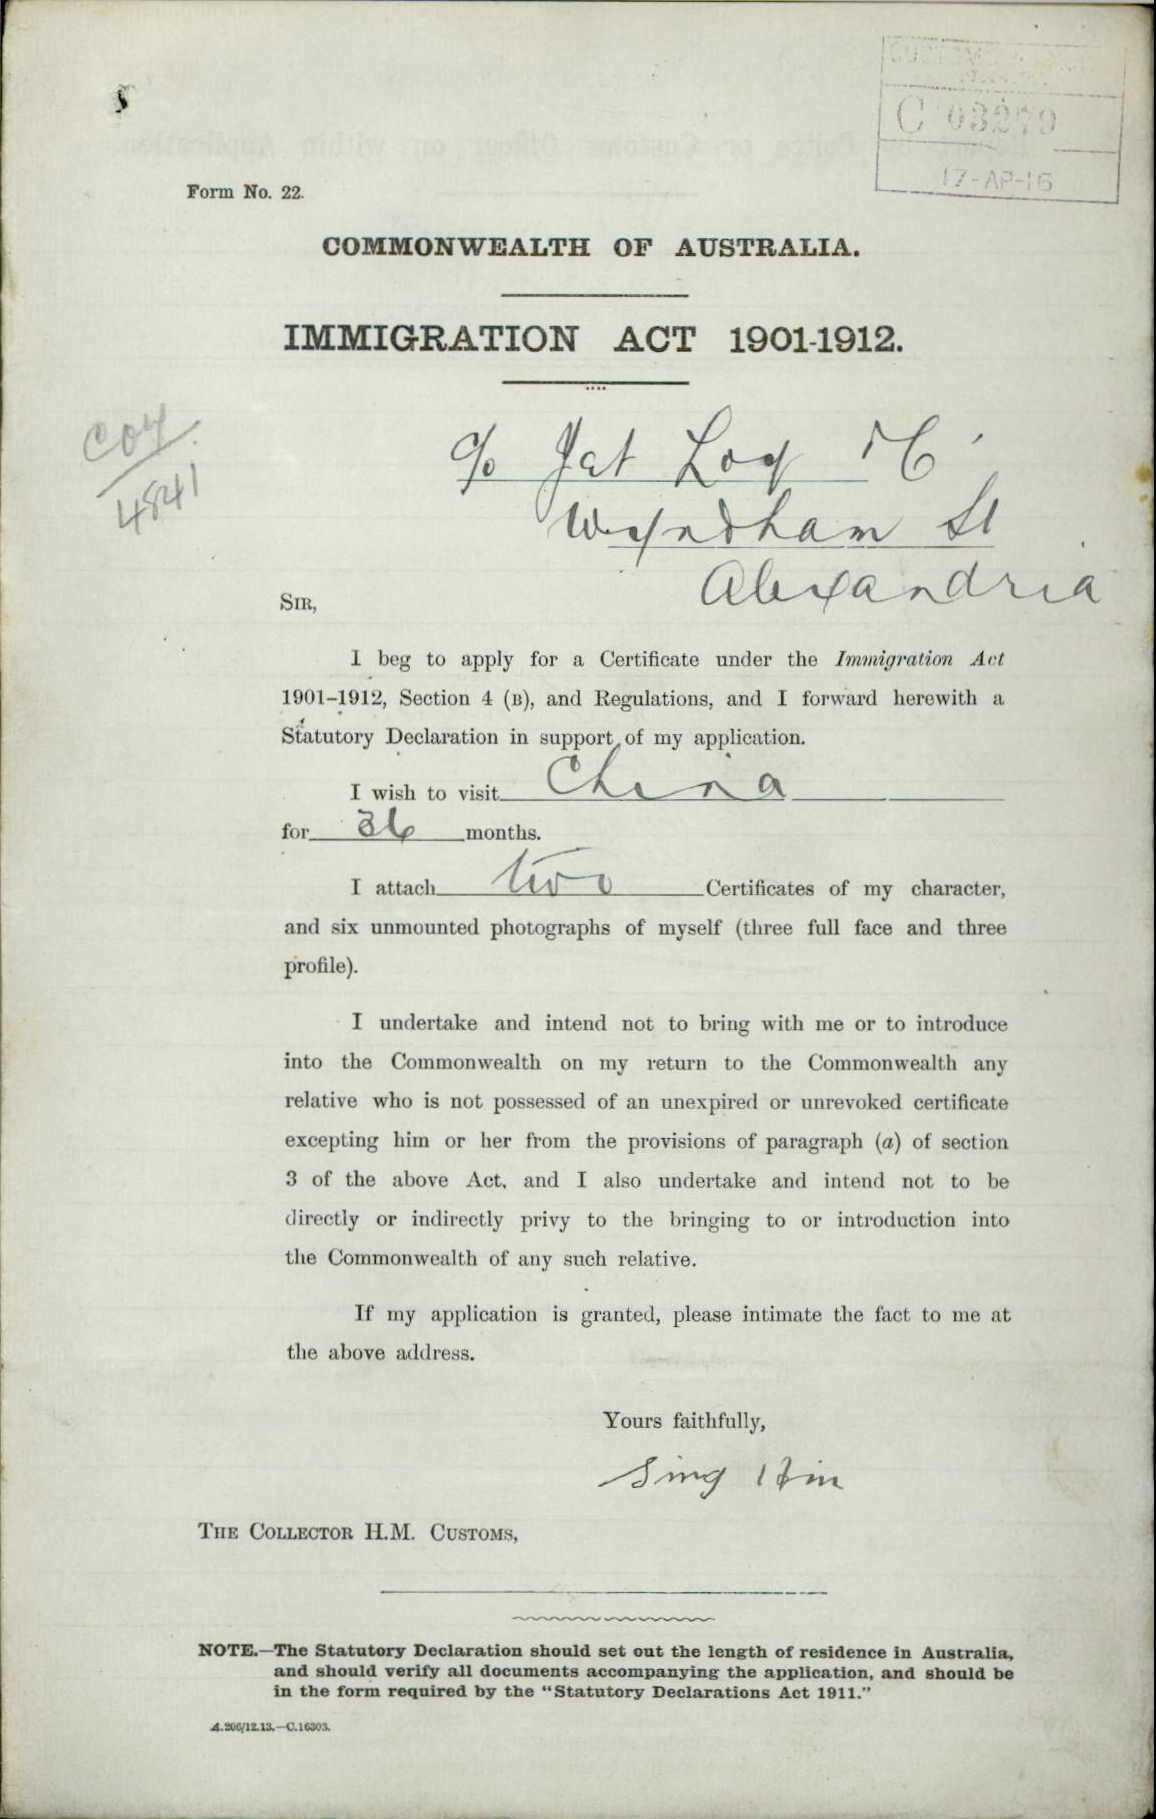 C 03279
17-AP-16
Form No. 22.
COMMONWEALTH OF AUSTRALIA.
IMMIGRATION ACT 1901-1912.
4841
c/o Jat Loy
Wyndham St
Alexandria
SIR,
I beg to apply for a Certificate under the Immigration Act
1901-1912, Section 4 (B), and Regulations, and I forward herewith a
Statutory Declaration in support of my application.
I wish to visit China
for 36 months.
I attach two Certificates of my character,
and six unmounted photographs of myself (three full face and three
profile).
I undertake and intend not to bring with me or to introduce
into the Commonwealth on my return to the Commonwealth any
relative who is not possessed of an unexpired or unrevoked certificate
excepting him or her from the provisions of paragraph (a) of section
3 of the above Act, and I also undertake and intend not to be
directly or indirectly privy to the bringing to or introduction into
the Commonwealth of any such relative.
If my application is granted, please intimate the fact to me at
the above address.
Yours faithfully,
Sing Hin
THE COLLECTOR H.M. CUSTOMS,
NOTE.—The Statutory Declaration should set out the length of residence in Australia,
and should verify all documents accompanying the application, and should be
in the form required by the "Statutory Declarations Act 1911."
A.206/12.13.—C.16303.